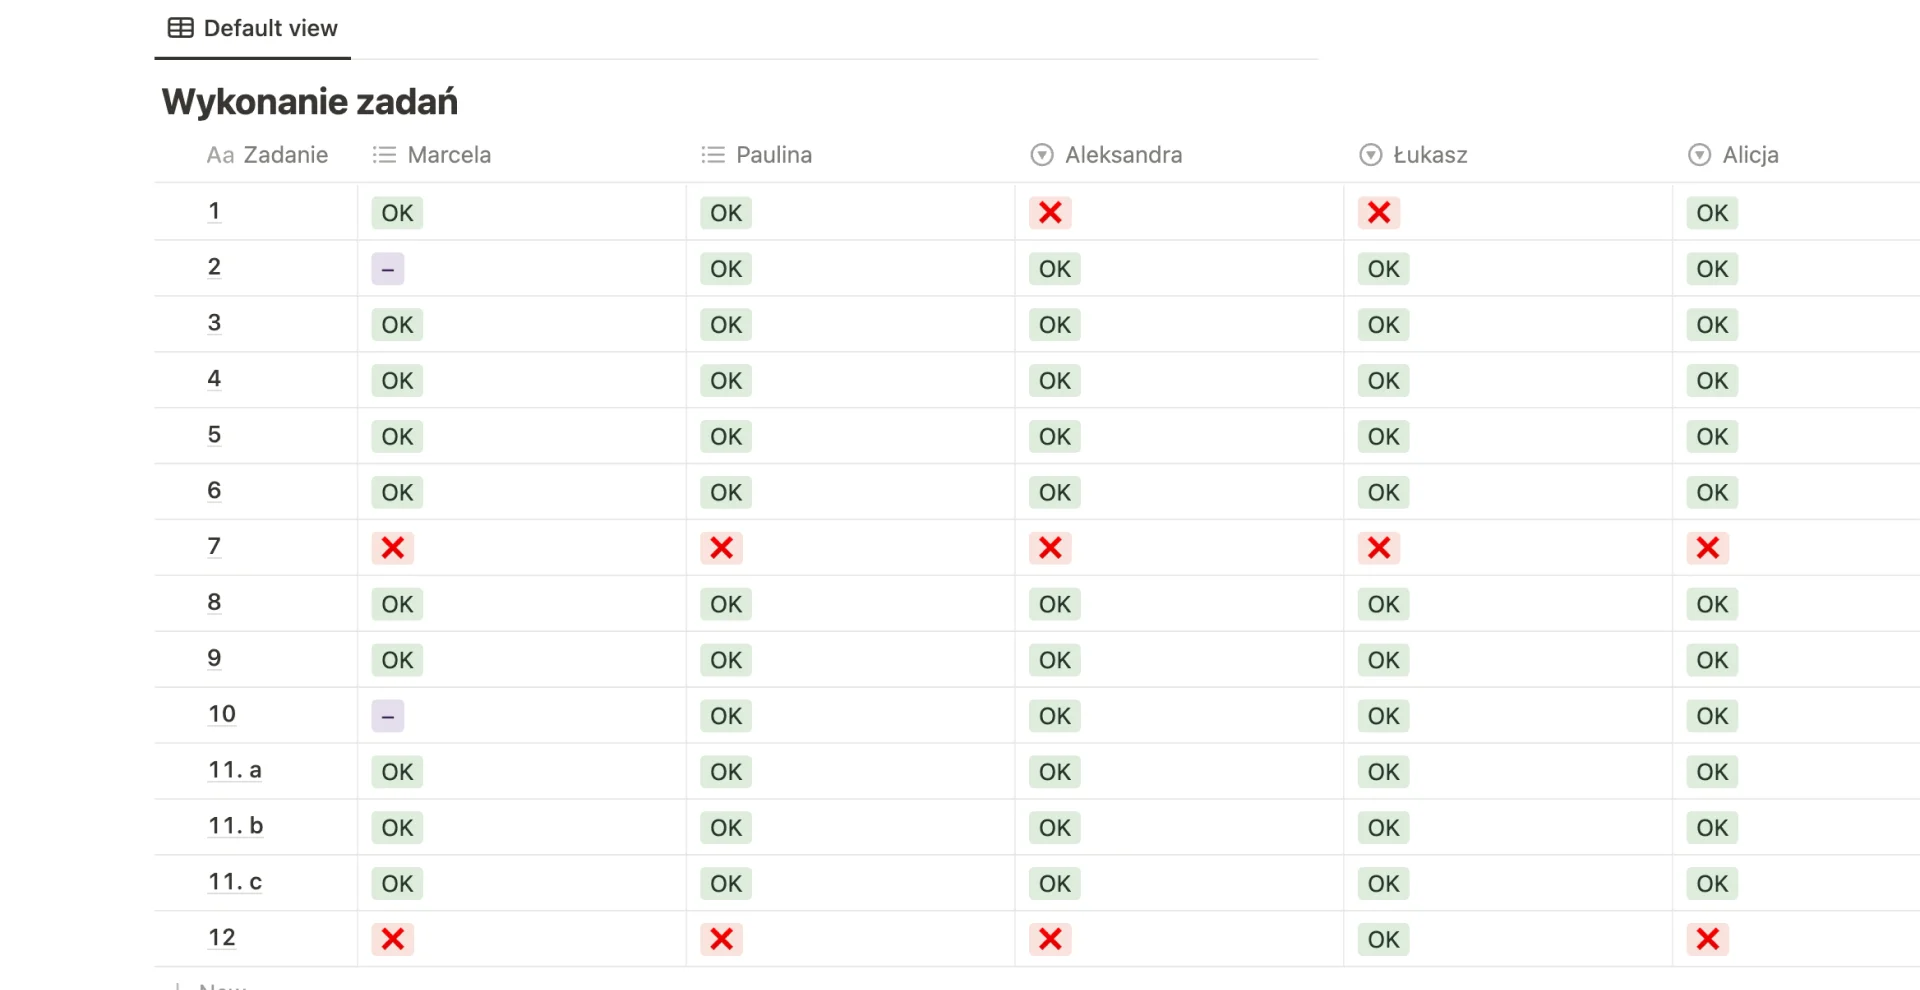 Default view
Wykonanie zadań
Aa Zadanie Marcela Paulina Aleksandra Łukasz Alicja
1 OK OK ❌ ❌ OK
2 – OK OK OK OK
3 OK OK OK OK OK
4 OK OK OK OK OK
5 OK OK OK OK OK
6 OK OK OK OK OK
7 ❌ ❌ ❌ ❌ ❌
8 OK OK OK OK OK
9 OK OK OK OK OK
10 – OK OK OK OK
11. a OK OK OK OK OK
11. b OK OK OK OK OK
11. c OK OK OK OK OK
12 ❌ ❌ ❌ OK ❌